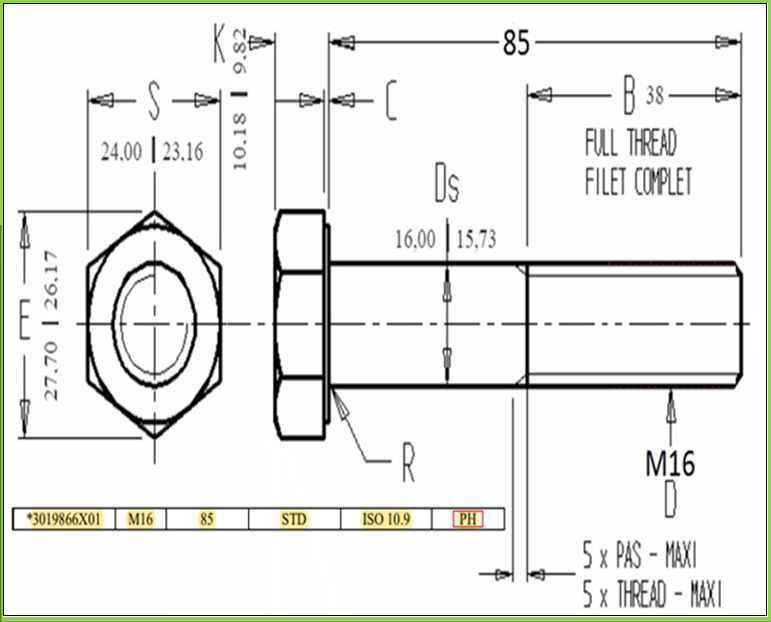 K
10.18 | 9.82
85
S
24,00 | 23,16
C
B 38
FULL THREAD
FILET COMPLET
Ds
16,00 | 15,73
E
27.70 | 26.17
R
M16
D
*3019866X01 M16 85 STD ISO 10.9 PH
5 x PAS - MAXI
5 x THREAD - MAXI